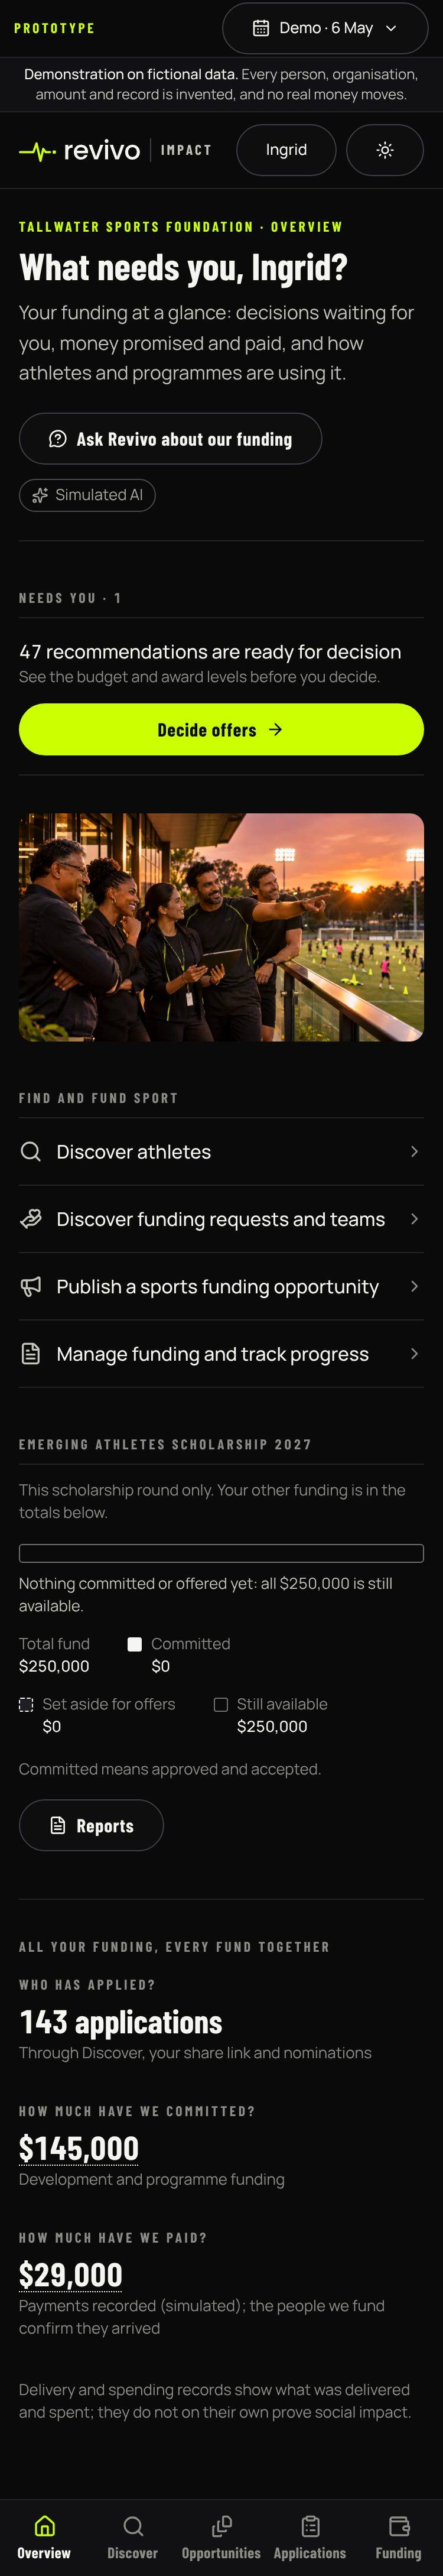 PROTOTYPE
Demo · 6 May
Demonstration on fictional data. Every person, organisation,
amount and record is invented, and no real money moves.
revivo
IMPACT
Ingrid
TALLWATER SPORTS FOUNDATION · OVERVIEW
What needs you, Ingrid?
Your funding at a glance: decisions waiting for
you, money promised and paid, and how
athletes and programmes are using it.
Ask Revivo about our funding
Simulated AI
NEEDS YOU · 1
47 recommendations are ready for decision
See the budget and award levels before you decide.
Decide offers
FIND AND FUND SPORT
Discover athletes
Discover funding requests and teams
Publish a sports funding opportunity
Manage funding and track progress
EMERGING ATHLETES SCHOLARSHIP 2027
This scholarship round only. Your other funding is in the
totals below.
Nothing committed or offered yet: all $250,000 is still
available.
Total fund
$250,000
Committed
$0
Set aside for offers
$0
Still available
$250,000
Committed means approved and accepted.
Reports
ALL YOUR FUNDING, EVERY FUND TOGETHER
WHO HAS APPLIED?
143 applications
Through Discover, your share link and nominations
HOW MUCH HAVE WE COMMITTED?
$145,000
Development and programme funding
HOW MUCH HAVE WE PAID?
$29,000
Payments recorded (simulated); the people we fund
confirm they arrived
Delivery and spending records show what was delivered
and spent; they do not on their own prove social impact.
Overview
Discover
Opportunities
Applications
Funding